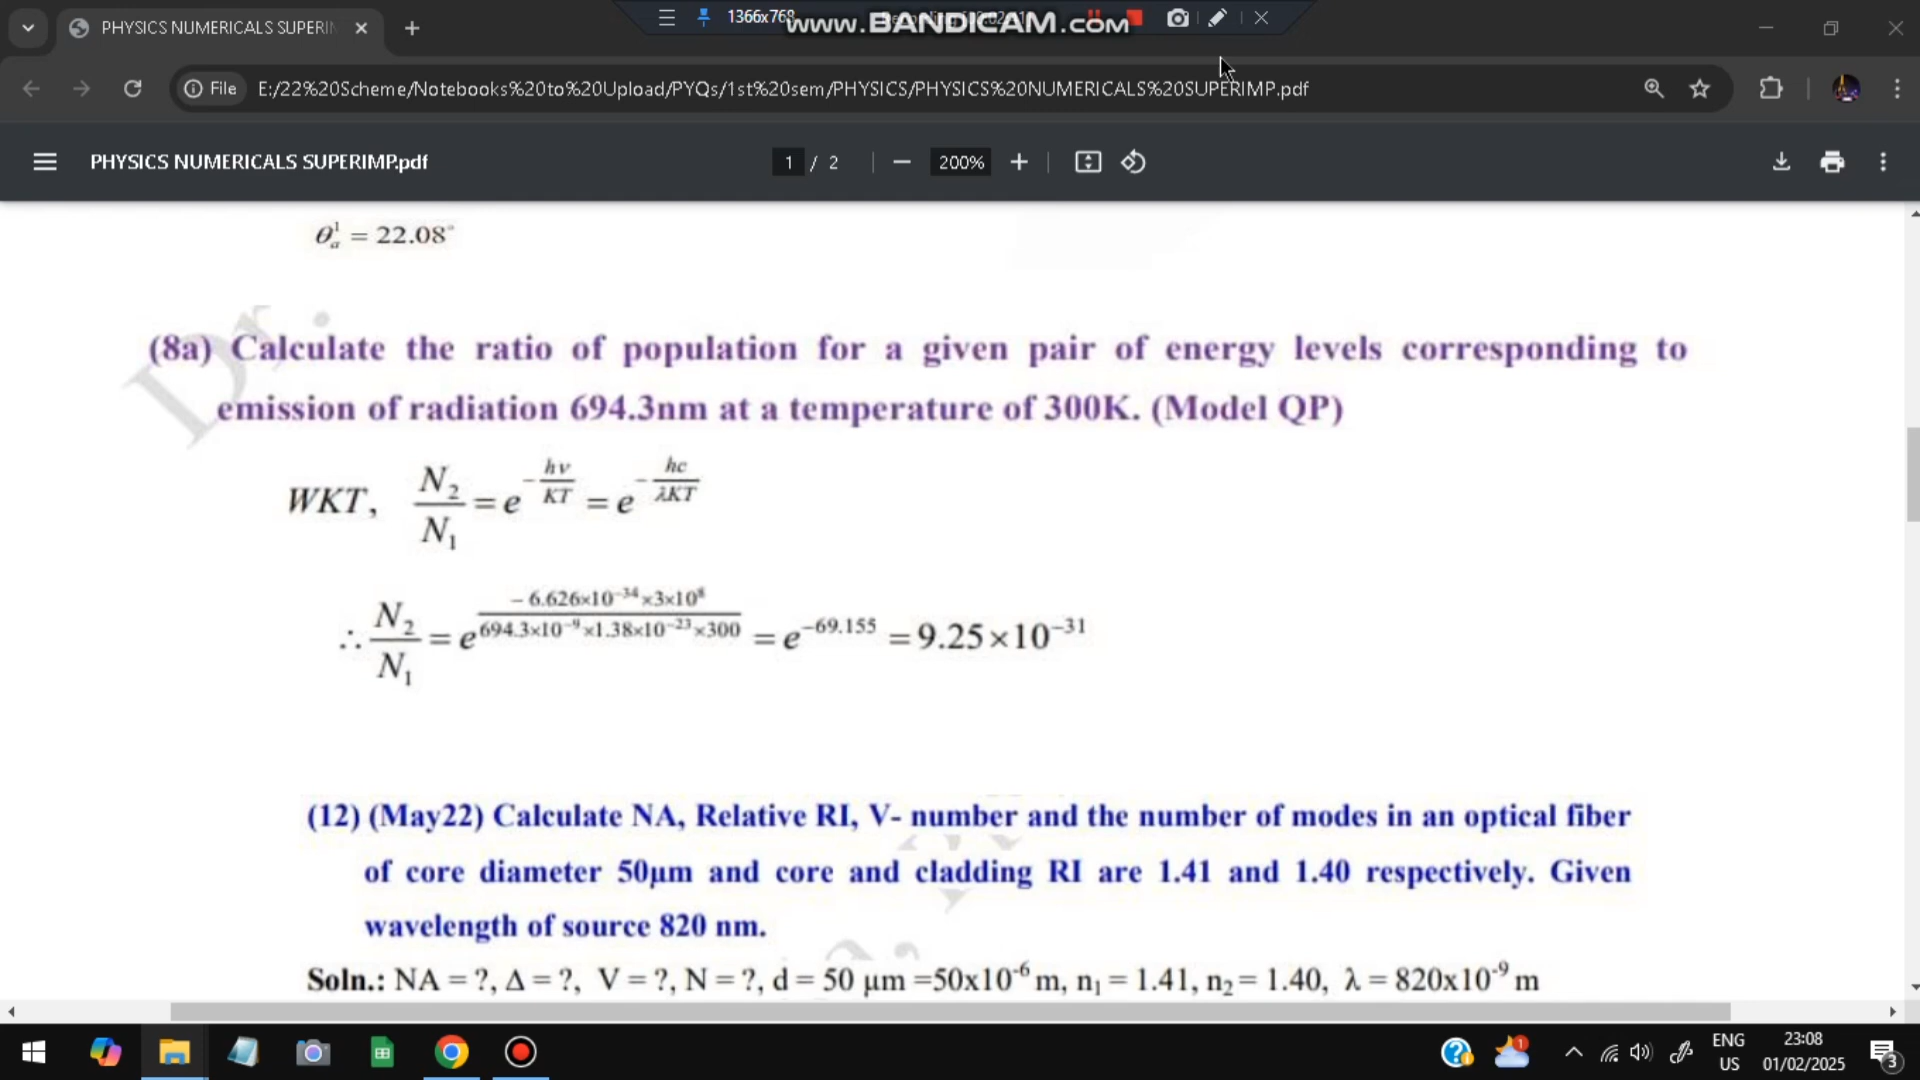 PHYSICS NUMERICALS SUPERIM
1366x768
www.BANDICAM.com
File
E:/22%20Scheme/Notebooks%20to%20Upload/PYQs/1st%20sem/PHYSICS/PHYSICS%20NUMERICALS%20SUPERIMP.pdf
PHYSICS NUMERICALS SUPERIMP.pdf
1 / 2
200%
θₐ¹ = 22.08°
Dr.
(8a) Calculate the ratio of population for a given pair of energy levels corresponding to
emission of radiation 694.3nm at a temperature of 300K. (Model QP)
WKT, N₂/N₁ = e^(-hν/KT) = e^(-hc/λKT)
∴ N₂/N₁ = e^(-6.626×10⁻³⁴×3×10⁸/694.3×10⁻⁹×1.38×10⁻²³×300) = e^(-69.155) = 9.25×10⁻³¹
(12) (May22) Calculate NA, Relative RI, V- number and the number of modes in an optical fiber
of core diameter 50μm and core and cladding RI are 1.41 and 1.40 respectively. Given
wavelength of source 820 nm.
Soln.: NA = ?, Δ = ?, V = ?, N = ?, d = 50 μm =50x10⁻⁶ m, n₁ = 1.41, n₂ = 1.40, λ = 820x10⁻⁹ m
ENG
US
23:08
01/02/2025
1
3